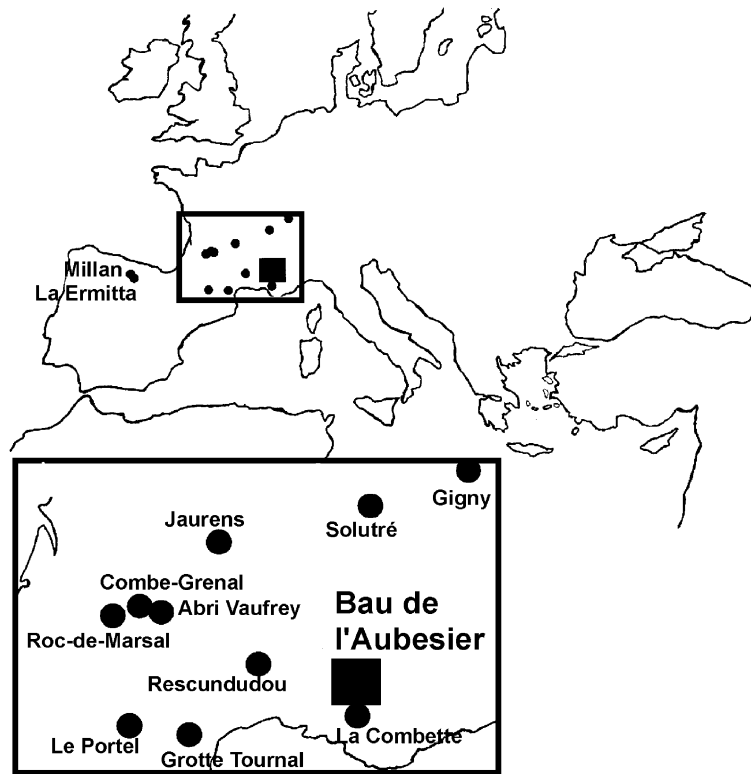 Millan
La Ermitta
Gigny
Solutré
Jaurens
Combe-Grenal
Abri Vaufrey
Roc-de-Marsal
Bau de
l'Aubesier
Rescundudou
La Combette
Le Portel
Grotte Tournal